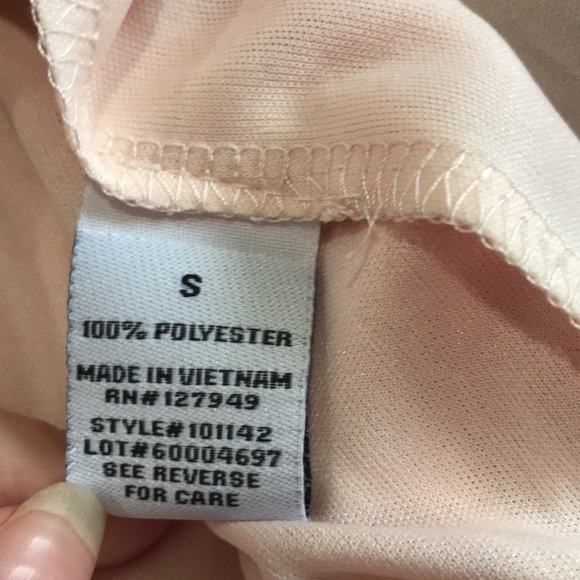 S
100% POLYESTER
MADE IN VIETNAM
RN#127949
STYLE#101142
LOT#60004697
SEE REVERSE
FOR CARE